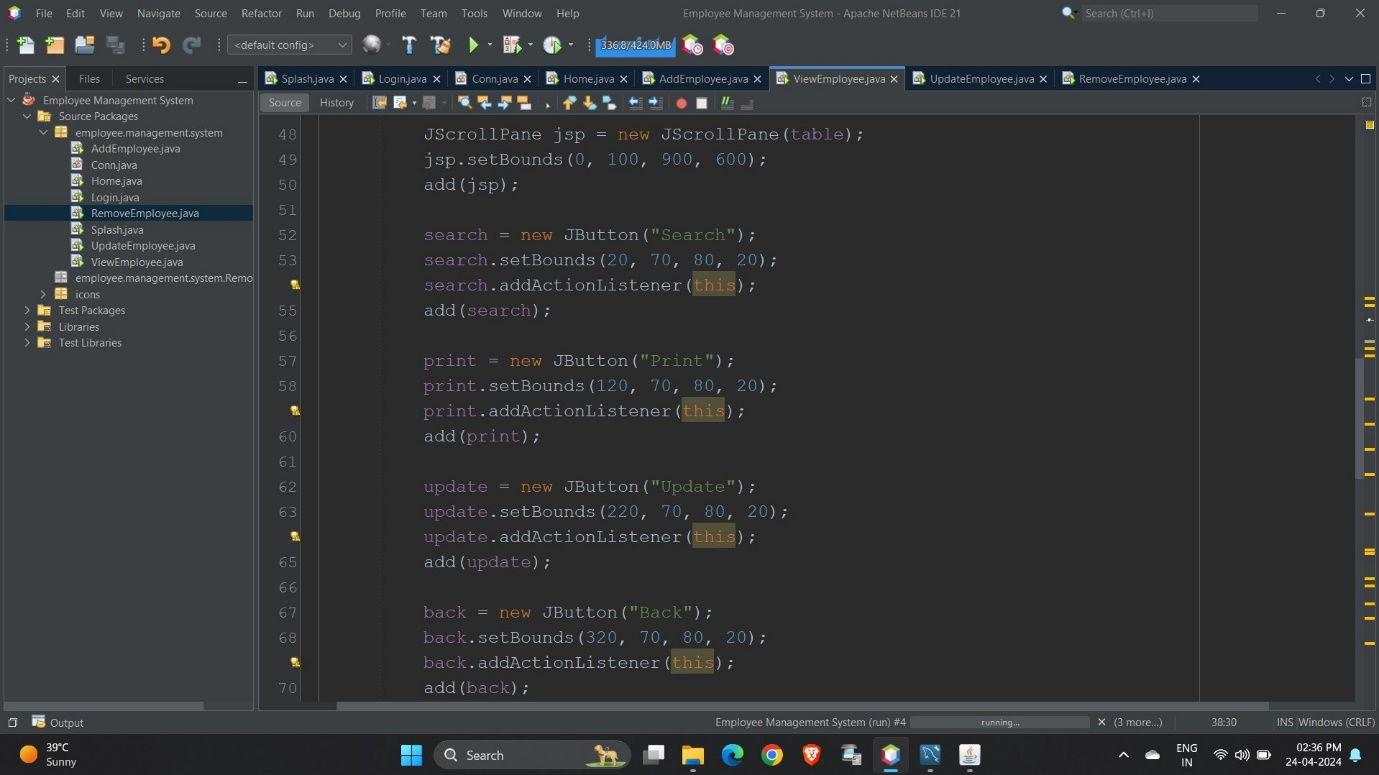 File Edit View Navigate Source Refactor Run Debug Profile Team Tools Window Help
Employee Management System - Apache NetBeans IDE 21
Search (Ctrl+I)
<default config>
336.8/424.0MB
Projects
Files
Services
Splash.java
Login.java
Conn.java
Home.java
AddEmployee.java
ViewEmployee.java
UpdateEmployee.java
RemoveEmployee.java
Source
History
Employee Management System
Source Packages
employee.management.system
AddEmployee.java
Conn.java
Home.java
Login.java
RemoveEmployee.java
Splash.java
UpdateEmployee.java
ViewEmployee.java
employee.management.system.Remo
icons
Test Packages
Libraries
Test Libraries
48 JScrollPane jsp = new JScrollPane(table);
49 jsp.setBounds(0, 100, 900, 600);
50 add(jsp);
51
52 search = new JButton("Search");
53 search.setBounds(20, 70, 80, 20);
search.addActionListener(this);
55 add(search);
56
57 print = new JButton("Print");
58 print.setBounds(120, 70, 80, 20);
print.addActionListener(this);
60 add(print);
61
62 update = new JButton("Update");
63 update.setBounds(220, 70, 80, 20);
update.addActionListener(this);
65 add(update);
66
67 back = new JButton("Back");
68 back.setBounds(320, 70, 80, 20);
back.addActionListener(this);
70 add(back);
Output
Employee Management System (run) #4
running...
(3 more...)
38:30
INS
Windows (CRLF)
39°C
Sunny
Search
ENG
IN
02:36 PM
24-04-2024